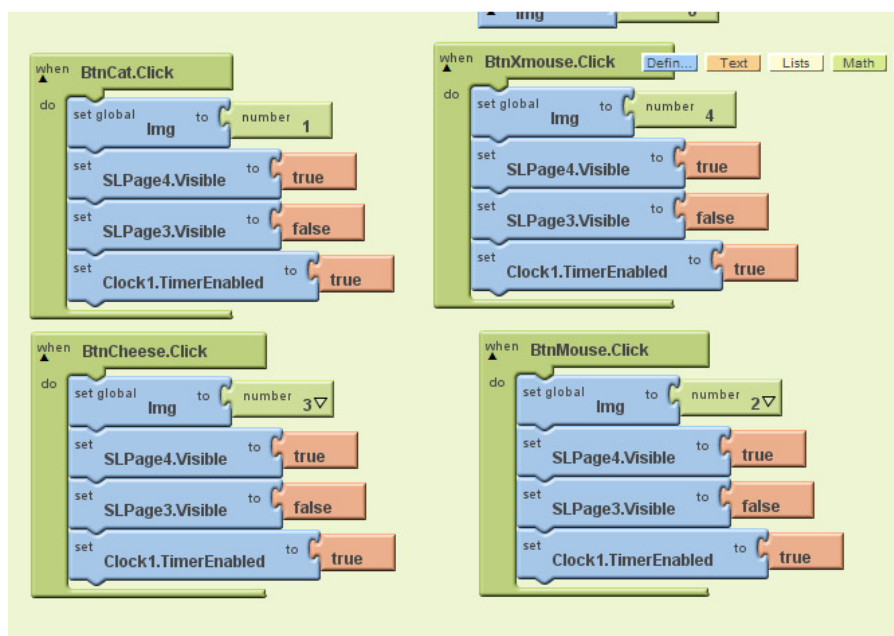 Img
when BtnCat.Click
do
set global Img to number 1
set SLPage4.Visible to true
set SLPage3.Visible to false
set Clock1.TimerEnabled to true
when BtnXmouse.Click
Defin... Text Lists Math
do
set global Img to number 4
set SLPage4.Visible to true
set SLPage3.Visible to false
set Clock1.TimerEnabled to true
when BtnCheese.Click
do
set global Img to number 3
set SLPage4.Visible to true
set SLPage3.Visible to false
set Clock1.TimerEnabled to true
when BtnMouse.Click
do
set global Img to number 2
set SLPage4.Visible to true
set SLPage3.Visible to false
set Clock1.TimerEnabled to true